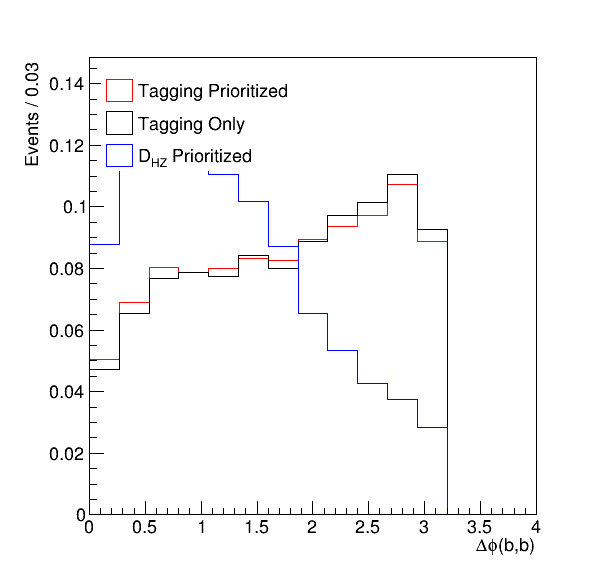 Events / 0.03
0.14
0.12
0.1
0.08
0.06
0.04
0.02
0
Tagging Prioritized
Tagging Only
D_HZ Prioritized
0 0.5 1 1.5 2 2.5 3 3.5 4
Δϕ(b,b)